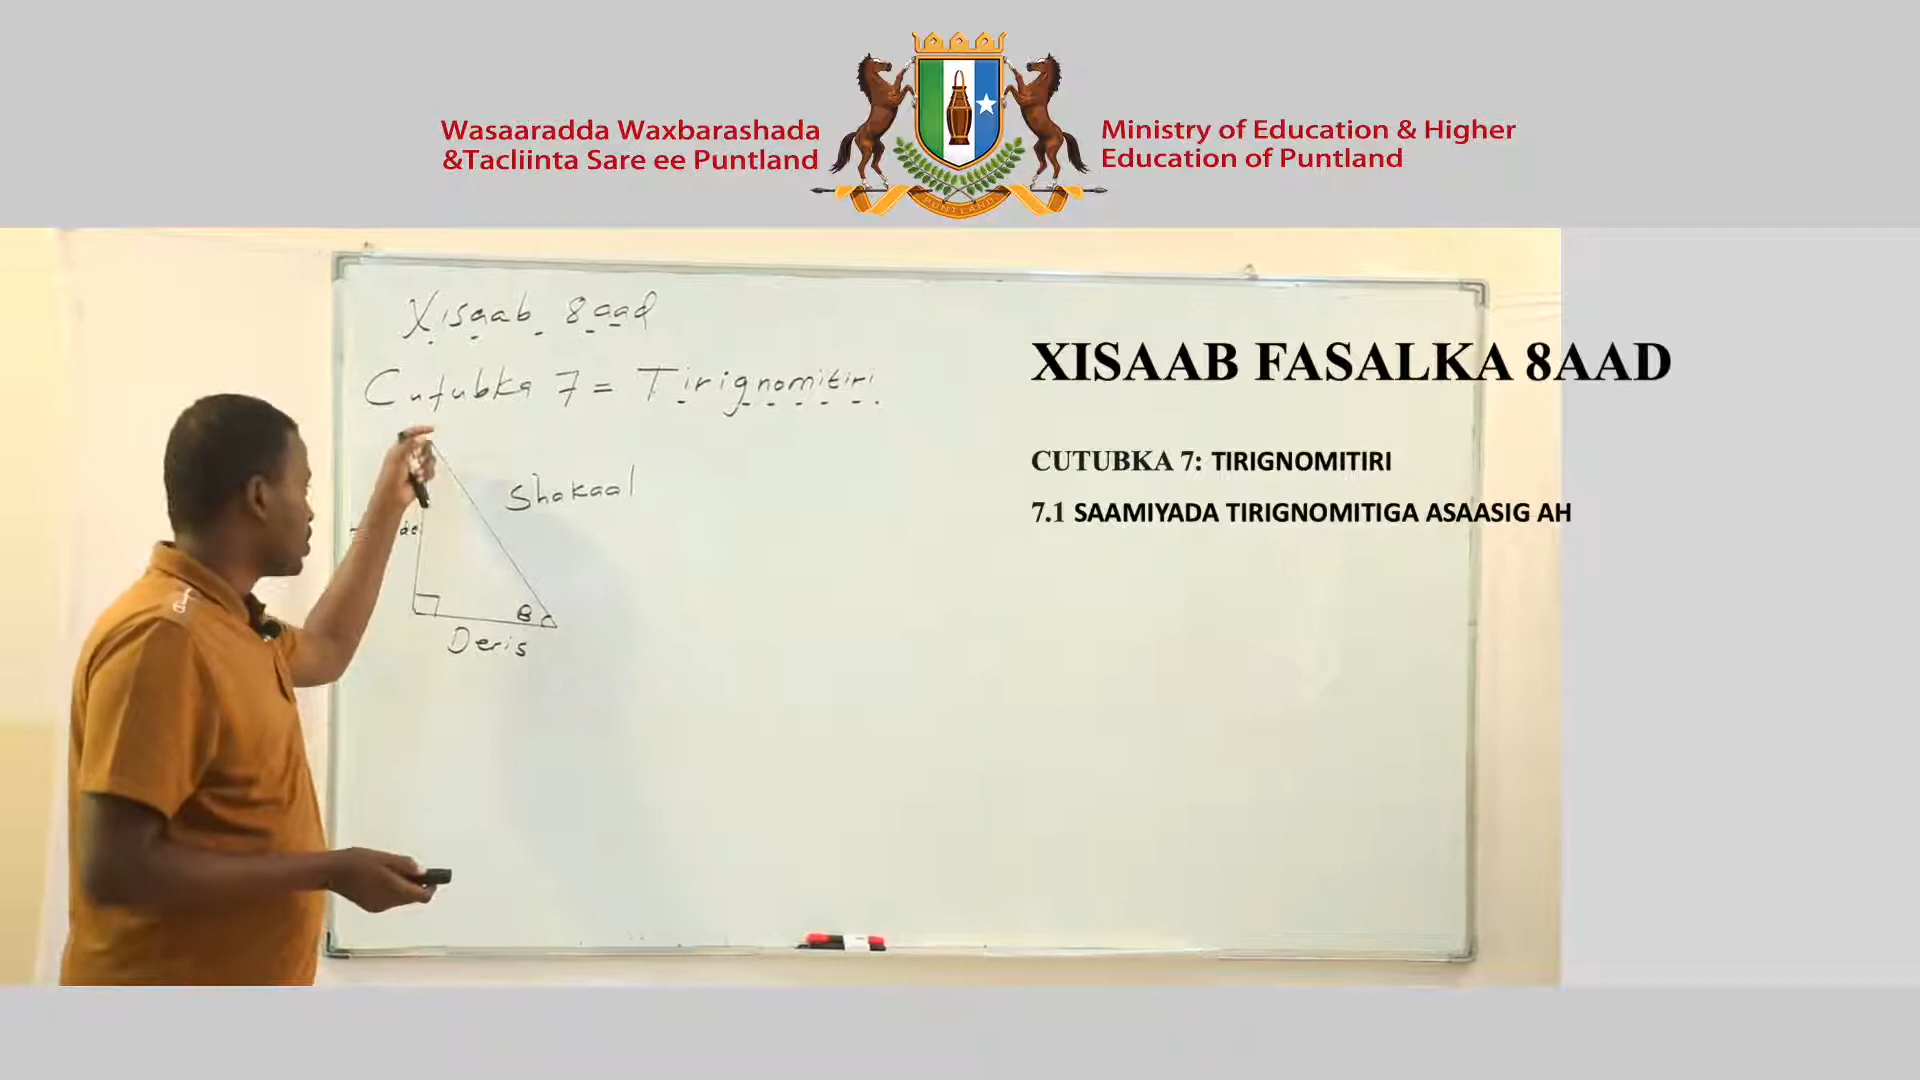 Wasaaradda Waxbarashada
&Tacliinta Sare ee Puntland
Ministry of Education & Higher
Education of Puntland
PUNTLAND
Xisaab 8aad
Cutubka 7 = Tirignomitiri
Shakaal
B
Deris
XISAAB FASALKA 8AAD
CUTUBKA 7: TIRIGNOMITIRI
7.1 SAAMIYADA TIRIGNOMITIGA ASAASIG AH